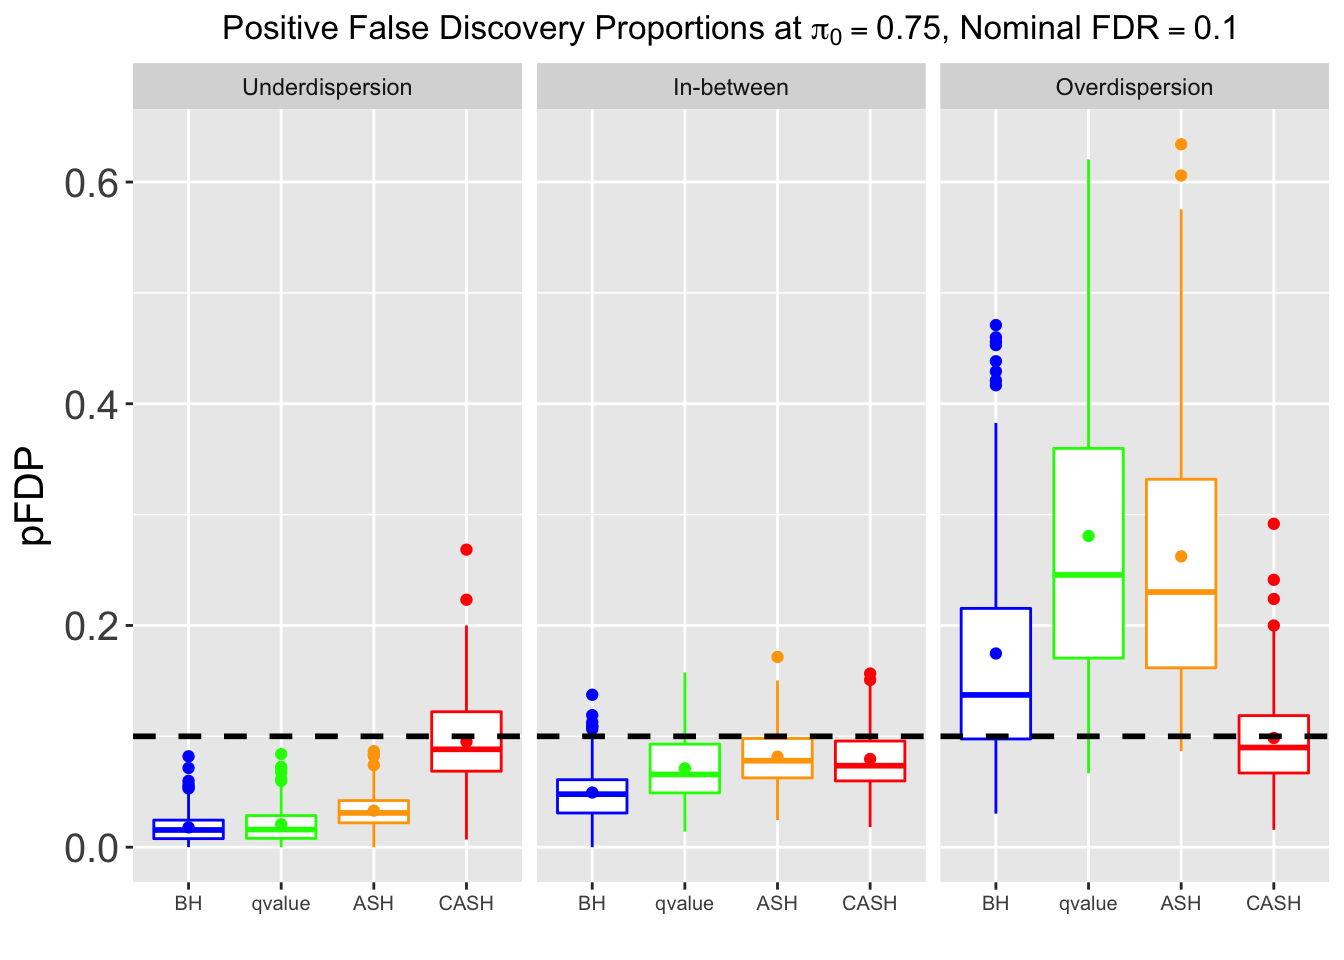 Positive False Discovery Proportions at π₀ = 0.75, Nominal FDR = 0.1
Underdispersion
In-between
Overdispersion
pFDP
0.6
0.4
0.2
0.0
BH
qvalue
ASH
CASH
BH
qvalue
ASH
CASH
BH
qvalue
ASH
CASH